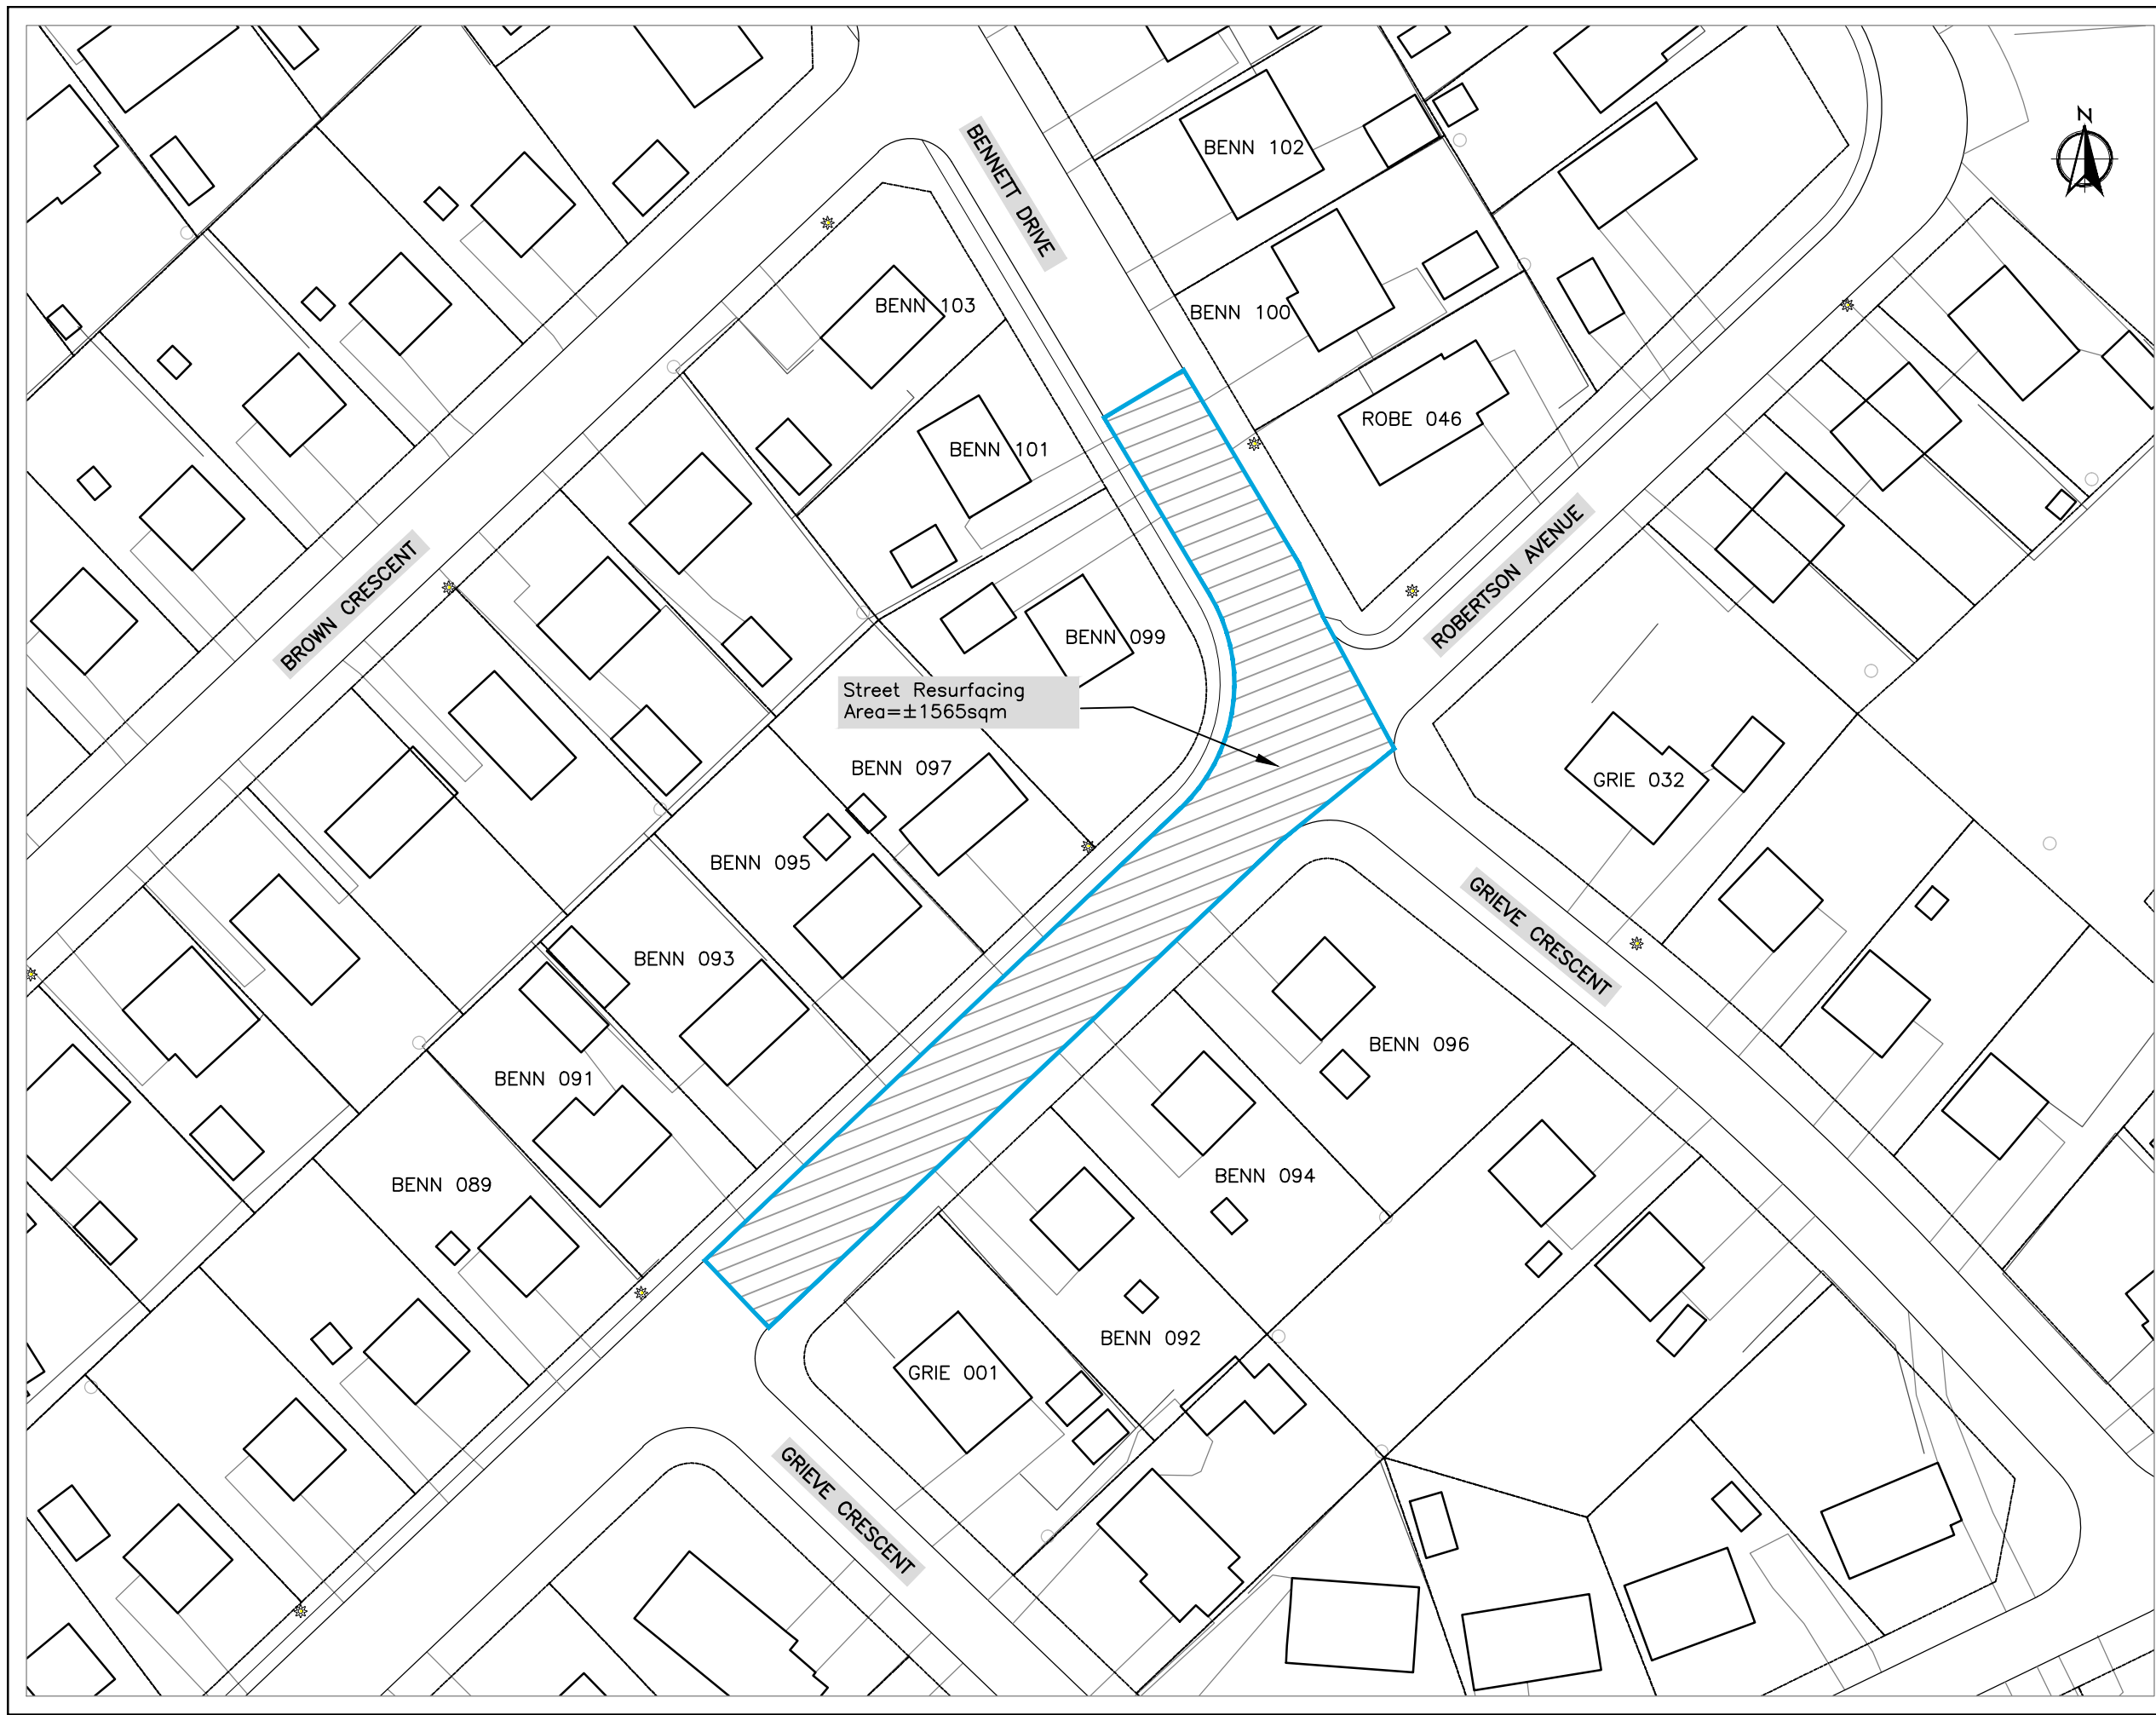 N
BENNETT DRIVE
BENN 102
BENN 103
BENN 100
ROBE 046
BENN 101
BROWN CRESCENT
ROBERTSON AVENUE
BENN 099
Street Resurfacing
Area=±1565sqm
BENN 097
GRIE 032
BENN 095
GRIEVE CRESCENT
BENN 093
BENN 096
BENN 091
BENN 094
BENN 089
BENN 092
GRIE 001
GRIEVE CRESCENT